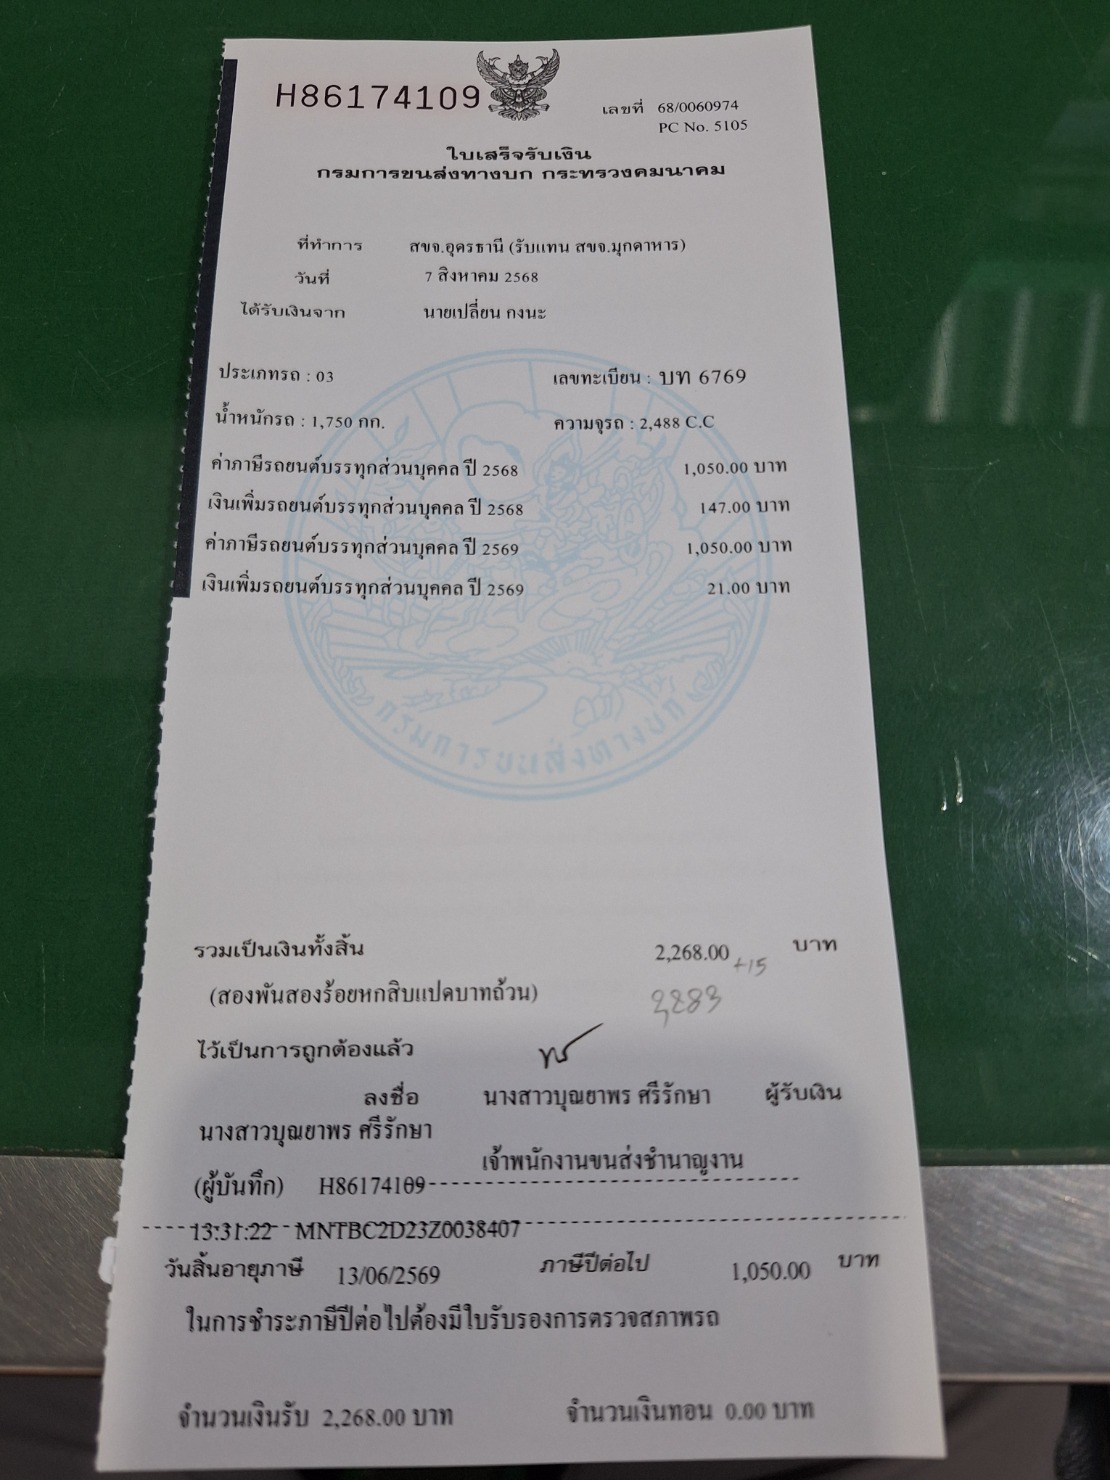 H86174109
เลขที่ 68/0060974
PC No. 5105
ใบเสร็จรับเงิน
กรมการขนส่งทางบก กระทรวงคมนาคม
ที่ทำการ สขจ.อุดรธานี (รับแทน สขจ.มุกดาหาร)
วันที่ 7 สิงหาคม 2568
ได้รับเงินจาก นายเปลี่ยน กงนะ
ประเภทรถ : 03 เลขทะเบียน : บท 6769
น้ำหนักรถ : 1,750 กก. ความจุรถ : 2,488 C.C
ค่าภาษีรถยนต์บรรทุกส่วนบุคคล ปี 2568 1,050.00 บาท
เงินเพิ่มรถยนต์บรรทุกส่วนบุคคล ปี 2568 147.00 บาท
ค่าภาษีรถยนต์บรรทุกส่วนบุคคล ปี 2569 1,050.00 บาท
เงินเพิ่มรถยนต์บรรทุกส่วนบุคคล ปี 2569 21.00 บาท
กรมการขนส่งทางบก
รวมเป็นเงินทั้งสิ้น 2,268.00 บาท
+15
(สองพันสองร้อยหกสิบแปดบาทถ้วน)
2,283
ไว้เป็นการถูกต้องแล้ว
ลงชื่อ นางสาวบุณยาพร ศรีรักษา ผู้รับเงิน
นางสาวบุณยาพร ศรีรักษา
เจ้าพนักงานขนส่งชำนาญงาน
(ผู้บันทึก) H86174109
13:31:22 MNTBC2D23Z0038407
วันสิ้นอายุภาษี 13/06/2569 ภาษีปีต่อไป 1,050.00 บาท
ในการชำระภาษีปีต่อไปต้องมีใบรับรองการตรวจสภาพรถ
จำนวนเงินรับ 2,268.00 บาท จำนวนเงินทอน 0.00 บาท